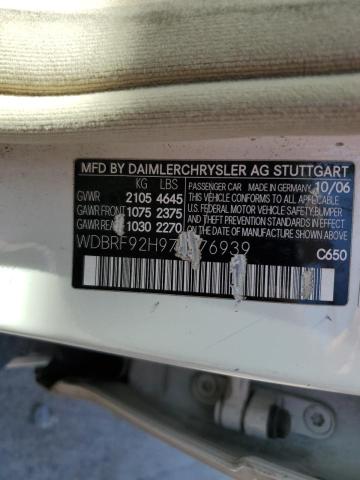 MFD BY DAIMLERCHRYSLER AG STUTTGART
KG LBS
PASSENGER CAR MADE IN GERMANY 10/06
GVWR 2105 4645
GAWR FRONT 1075 2375
GAWR REAR 1030 2270
THIS VEHICLE CONFORMS TO ALL APPLICABLE
U.S. FEDERAL MOTOR VEHICLE SAFETY, BUMPER,
AND THEFT PREVENTION STANDARDS IN EFFECT
ON THE DATE OF MANUFACTURE SHOWN ABOVE.
C650